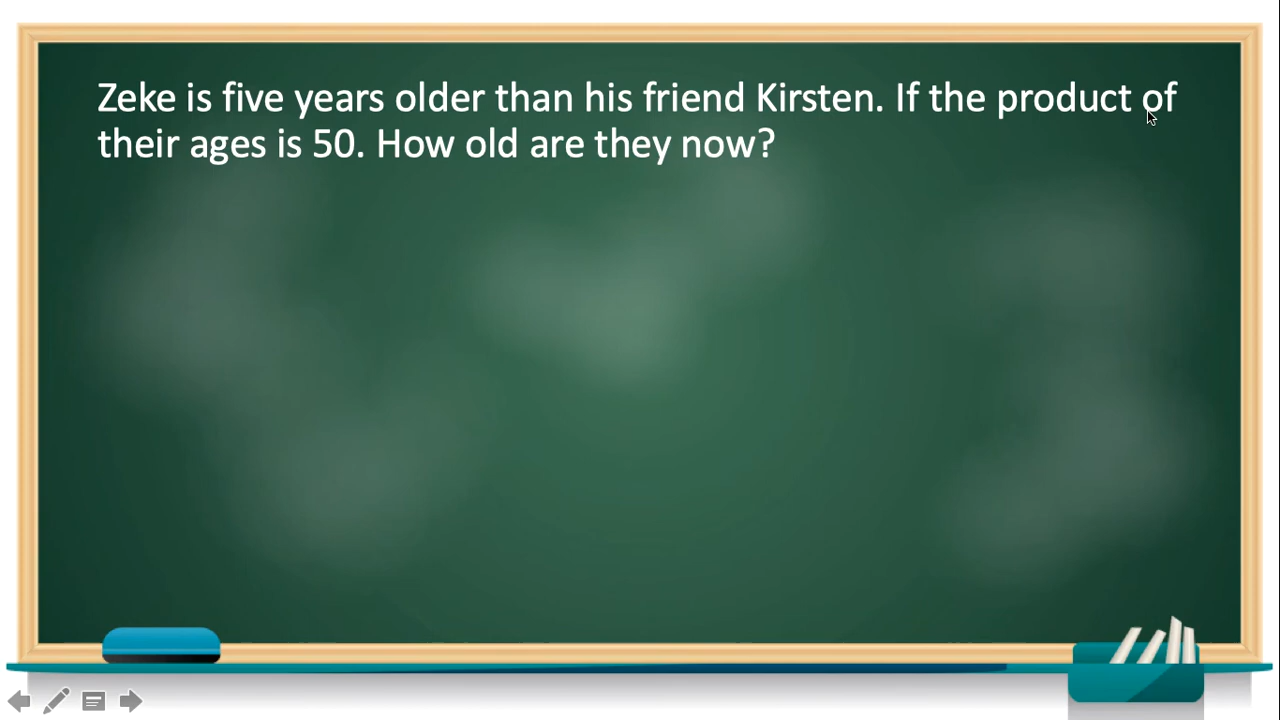 Zeke is five years older than his friend Kirsten. If the product of
their ages is 50. How old are they now?